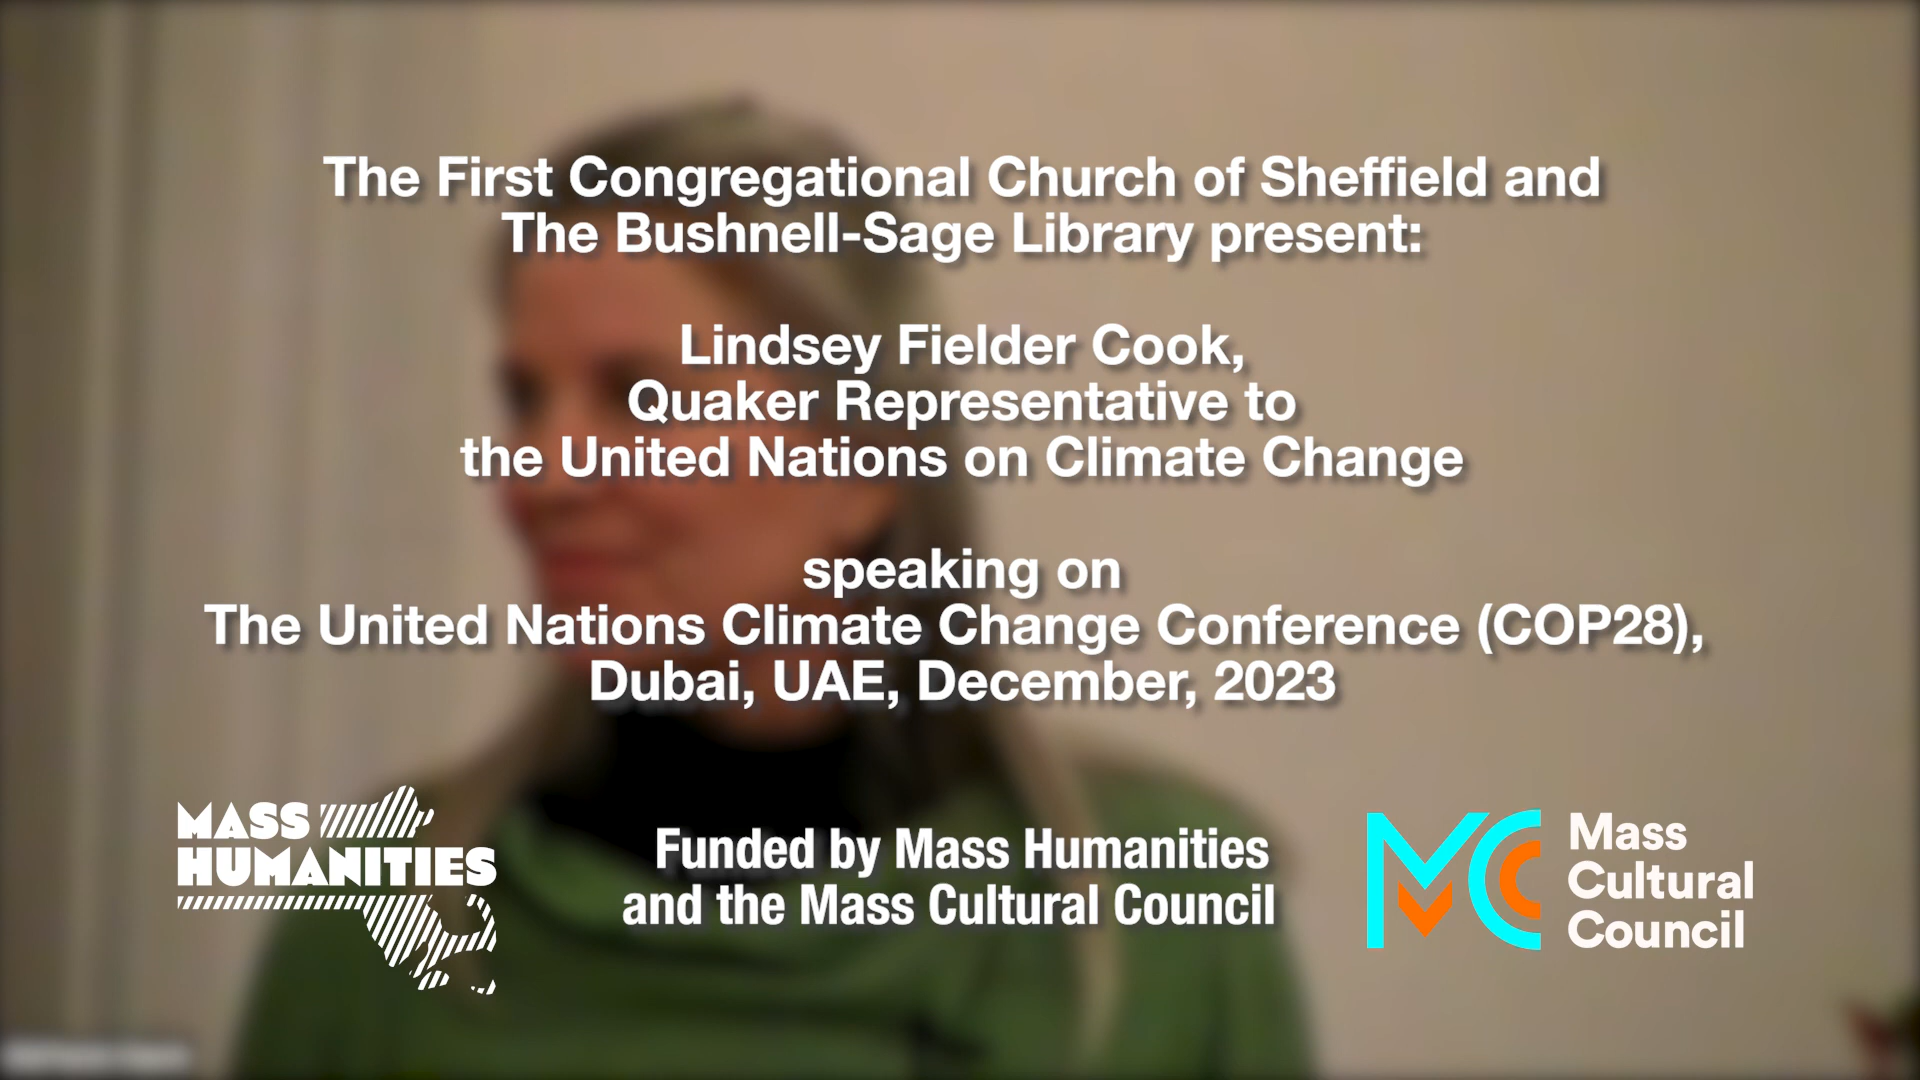 The First Congregational Church of Sheffield and
The Bushnell-Sage Library present:
Lindsey Fielder Cook,
Quaker Representative to
the United Nations on Climate Change
speaking on
The United Nations Climate Change Conference (COP28),
Dubai, UAE, December, 2023
MASS
HUMANITIES
Funded by Mass Humanities
and the Mass Cultural Council
MC
Mass
Cultural
Council